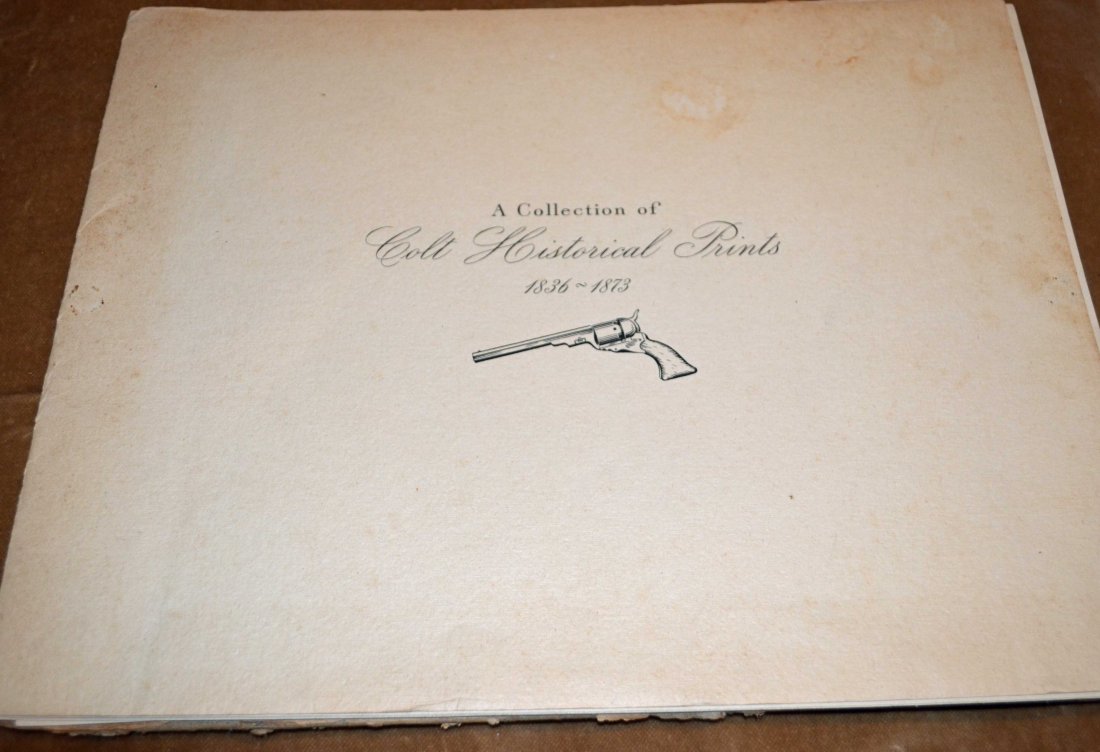 A Collection of
Colt Historical Prints
1836 ~ 1873